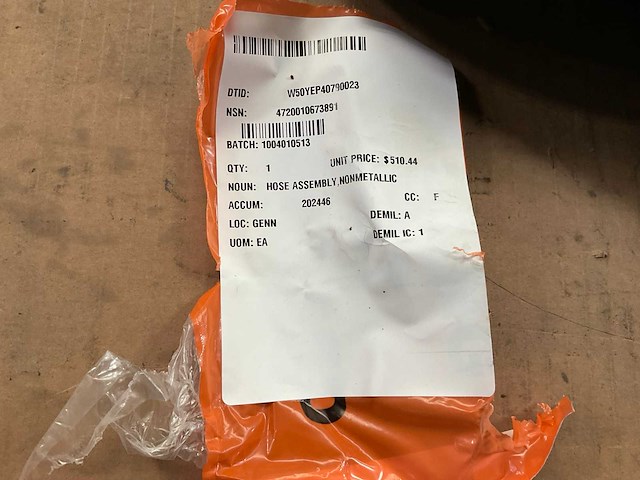 DTID: W50YEP40790023
NSN: 4720010673891
BATCH: 1004010513
QTY: 1 UNIT PRICE: $510.44
NOUN: HOSE ASSEMBLY,NONMETALLIC
ACCUM: 202446 CC: F
LOC: GENN DEMIL: A
UOM: EA DEMIL IC: 1